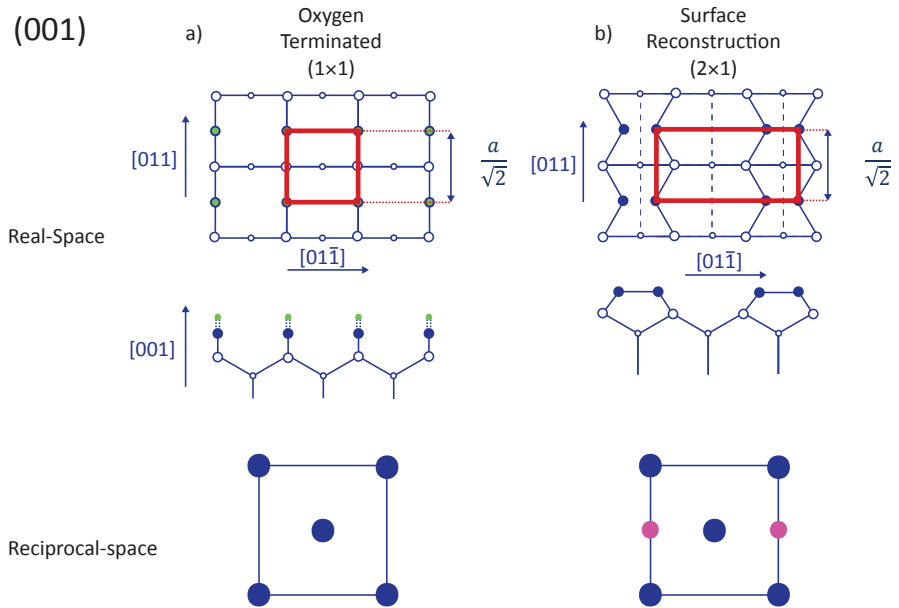 (001)
a)
Oxygen
Terminated
(1×1)
b)
Surface
Reconstruction
(2×1)
[011]
a
√2
[011]
a
√2
Real-Space
[011̅]
[011̅]
[001]
Reciprocal-space